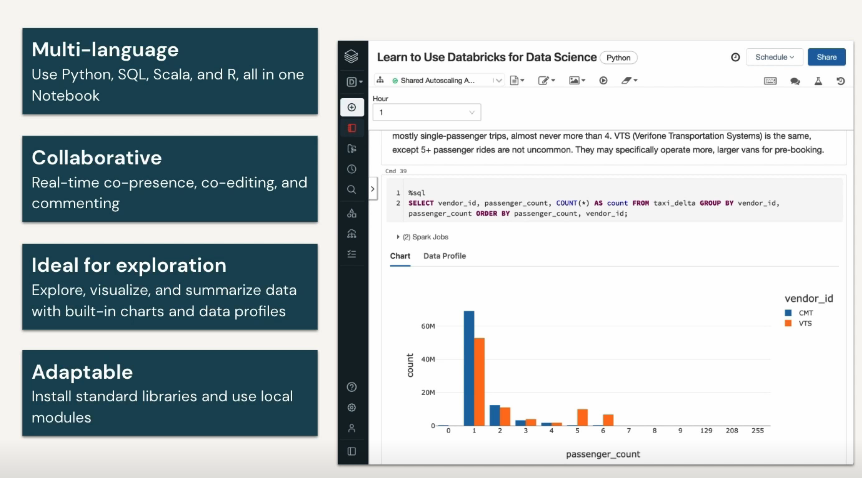 Multi-language
Use Python, SQL, Scala, and R, all in one
Notebook
Collaborative
Real-time co-presence, co-editing, and
commenting
Ideal for exploration
Explore, visualize, and summarize data
with built-in charts and data profiles
Adaptable
Install standard libraries and use local
modules
Learn to Use Databricks for Data Science Python
Schedule
Share
D
Shared Autoscaling A...
Hour
1
mostly single-passenger trips, almost never more than 4. VTS (Verifone Transportation Systems) is the same,
except 5+ passenger rides are not uncommon. They may specifically operate more, larger vans for pre-booking.
Cmd 39
1 %sql
2 SELECT vendor_id, passenger_count, COUNT(*) AS count FROM taxi_delta GROUP BY vendor_id,
passenger_count ORDER BY passenger_count, vendor_id;
(2) Spark Jobs
Chart Data Profile
vendor_id
CMT
VTS
count
60M
40M
20M
0
0 1 2 3 4 5 6 7 8 9 129 208 255
passenger_count